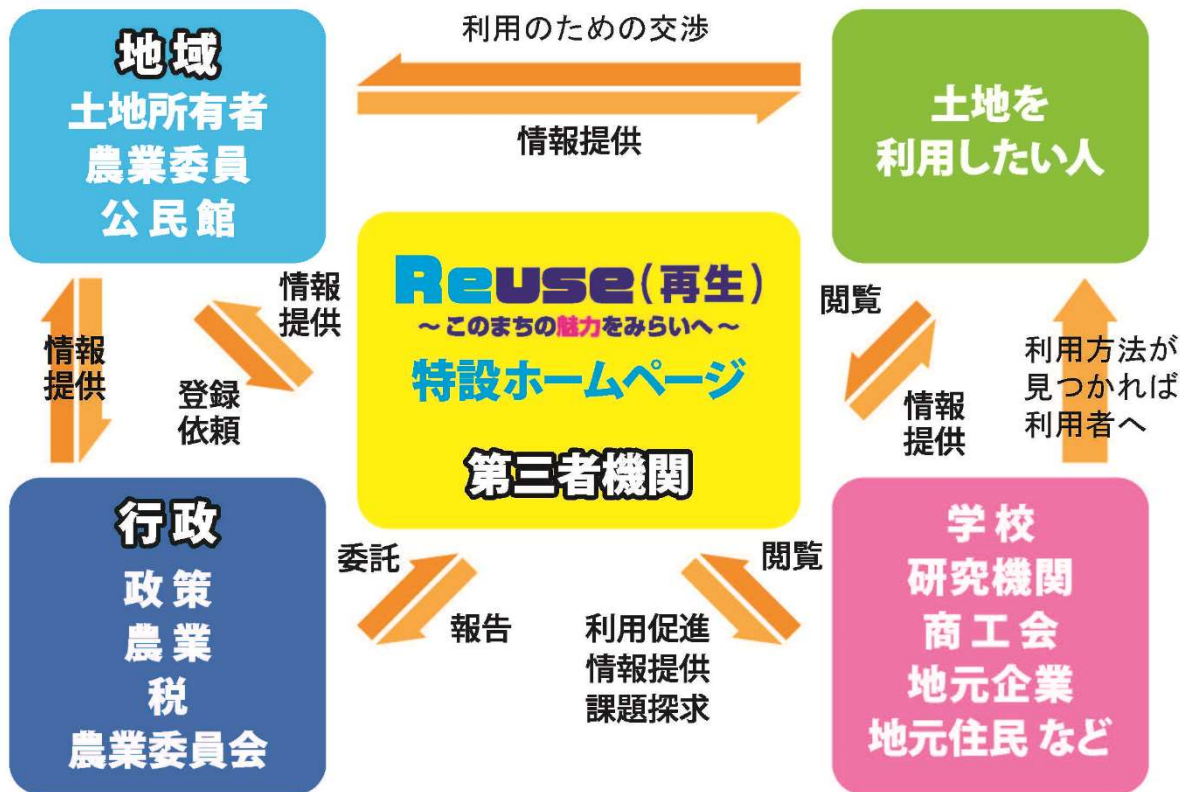 地域
土地所有者
農業委員
公民館
利用のための交渉
情報提供
土地を
利用したい人
Reuse(再生)
～このまちの魅力をみらいへ～
特設ホームページ
第三者機関
情報
提供
情報
提供
登録
依頼
閲覧
情報
提供
利用方法が
見つかれば
利用者へ
行政
政策
農業
税
農業委員会
委託
報告
閲覧
利用促進
情報提供
課題探求
学校
研究機関
商工会
地元企業
地元住民 など